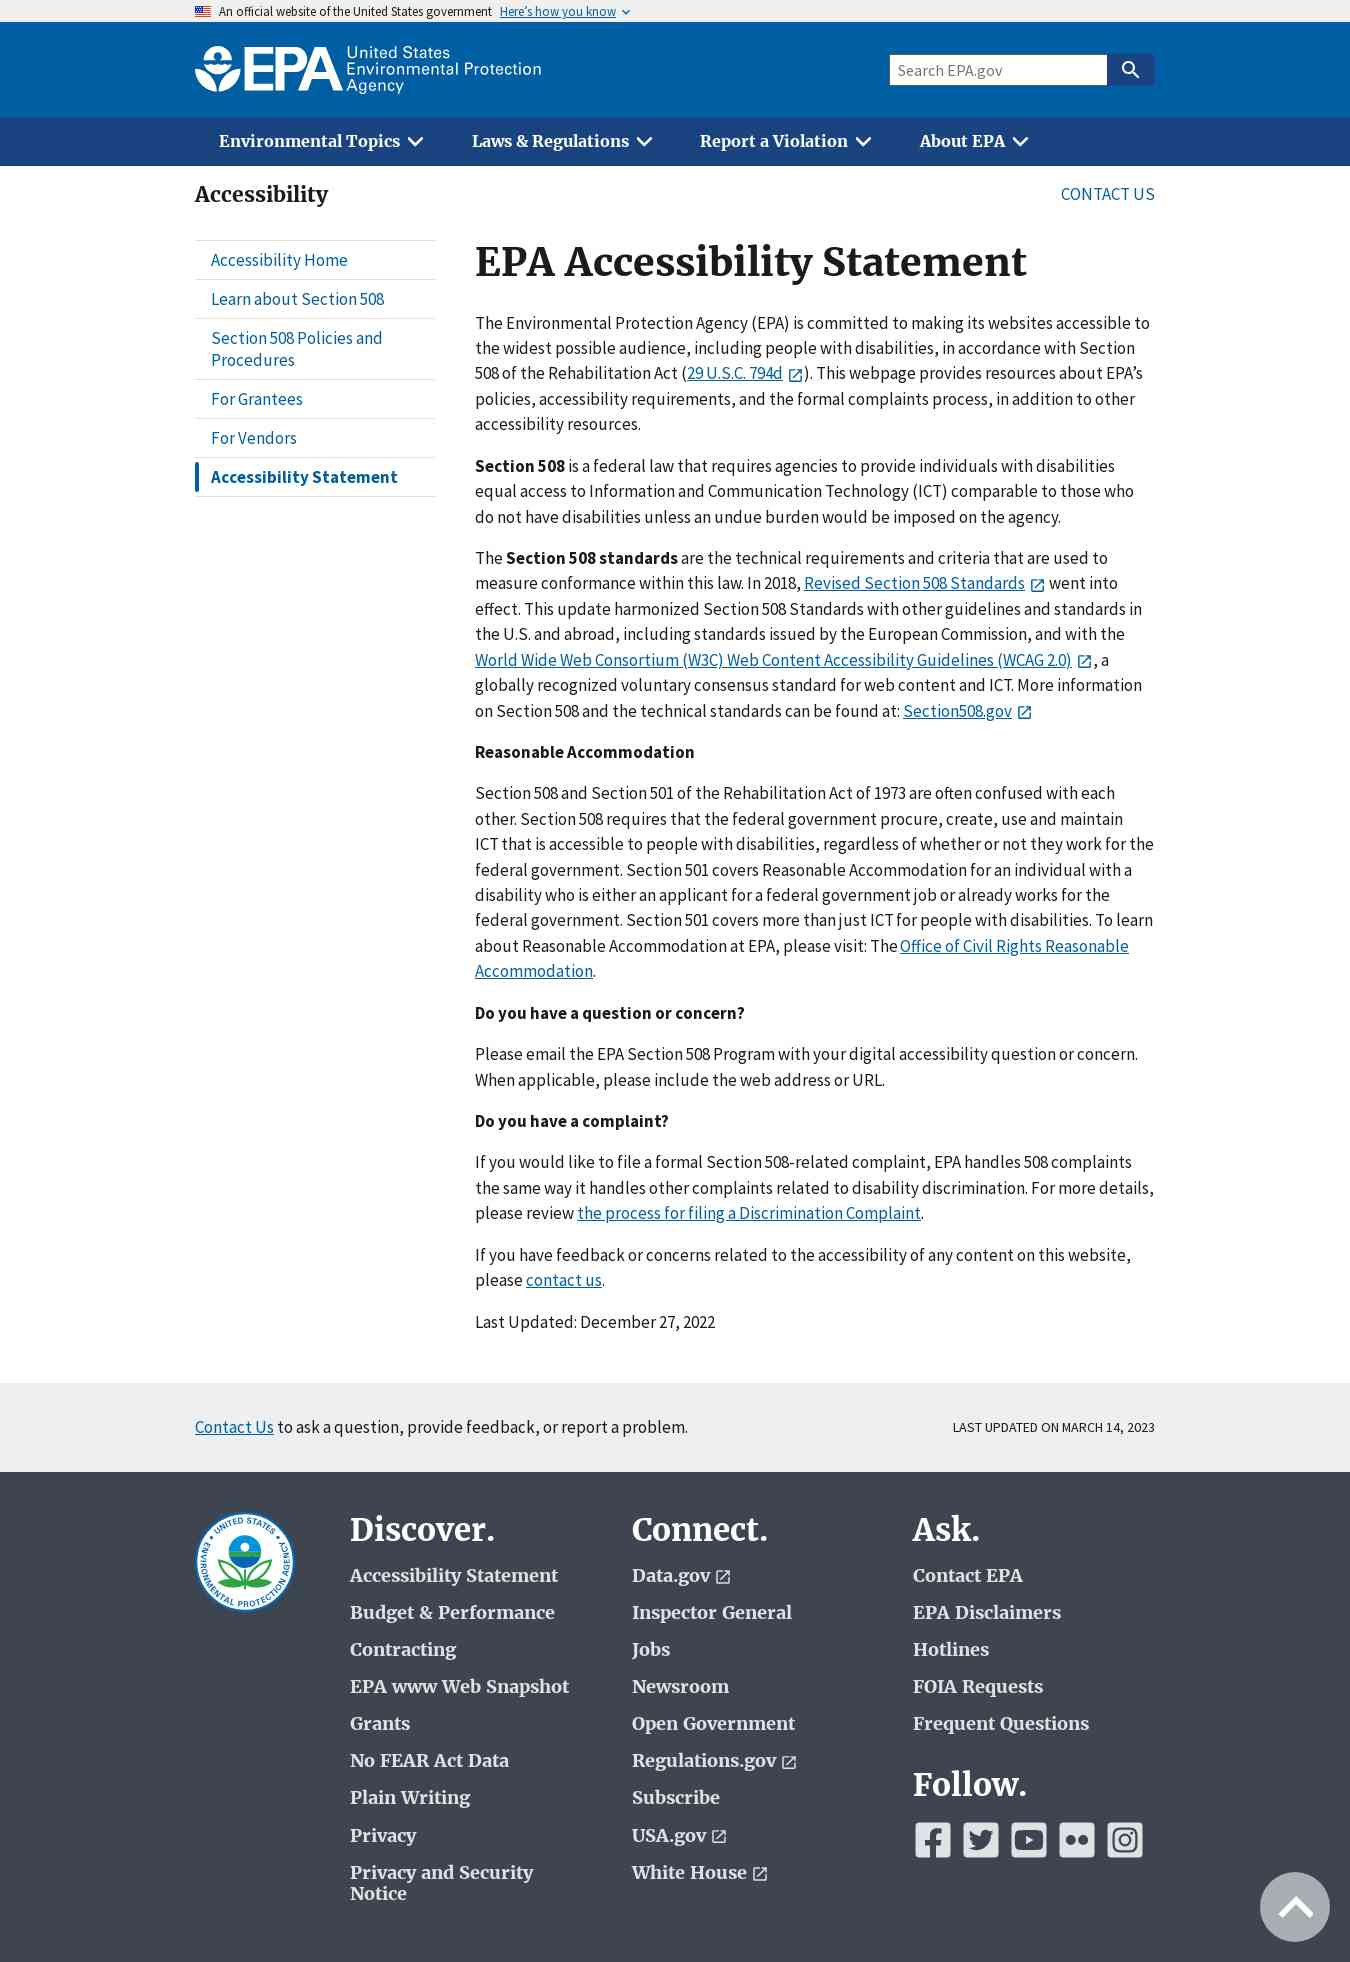 An official website of the United States government Here's how you know
EPA United States
Environmental Protection
Agency
Search EPA.gov
Environmental Topics
Laws & Regulations
Report a Violation
About EPA
Accessibility
CONTACT US
Accessibility Home
Learn about Section 508
Section 508 Policies and
Procedures
For Grantees
For Vendors
Accessibility Statement
EPA Accessibility Statement
The Environmental Protection Agency (EPA) is committed to making its websites accessible to
the widest possible audience, including people with disabilities, in accordance with Section
508 of the Rehabilitation Act (29 U.S.C. 794d). This webpage provides resources about EPA’s
policies, accessibility requirements, and the formal complaints process, in addition to other
accessibility resources.
Section 508 is a federal law that requires agencies to provide individuals with disabilities
equal access to Information and Communication Technology (ICT) comparable to those who
do not have disabilities unless an undue burden would be imposed on the agency.
The Section 508 standards are the technical requirements and criteria that are used to
measure conformance within this law. In 2018, Revised Section 508 Standards went into
effect. This update harmonized Section 508 Standards with other guidelines and standards in
the U.S. and abroad, including standards issued by the European Commission, and with the
World Wide Web Consortium (W3C) Web Content Accessibility Guidelines (WCAG 2.0), a
globally recognized voluntary consensus standard for web content and ICT. More information
on Section 508 and the technical standards can be found at: Section508.gov
Reasonable Accommodation
Section 508 and Section 501 of the Rehabilitation Act of 1973 are often confused with each
other. Section 508 requires that the federal government procure, create, use and maintain
ICT that is accessible to people with disabilities, regardless of whether or not they work for the
federal government. Section 501 covers Reasonable Accommodation for an individual with a
disability who is either an applicant for a federal government job or already works for the
federal government. Section 501 covers more than just ICT for people with disabilities. To learn
about Reasonable Accommodation at EPA, please visit: The Office of Civil Rights Reasonable
Accommodation.
Do you have a question or concern?
Please email the EPA Section 508 Program with your digital accessibility question or concern.
When applicable, please include the web address or URL.
Do you have a complaint?
If you would like to file a formal Section 508-related complaint, EPA handles 508 complaints
the same way it handles other complaints related to disability discrimination. For more details,
please review the process for filing a Discrimination Complaint.
If you have feedback or concerns related to the accessibility of any content on this website,
please contact us.
Last Updated: December 27, 2022
Contact Us to ask a question, provide feedback, or report a problem.
LAST UPDATED ON MARCH 14, 2023
UNITED STATES
ENVIRONMENTAL PROTECTION AGENCY
Discover.
Accessibility Statement
Budget & Performance
Contracting
EPA www Web Snapshot
Grants
No FEAR Act Data
Plain Writing
Privacy
Privacy and Security
Notice
Connect.
Data.gov
Inspector General
Jobs
Newsroom
Open Government
Regulations.gov
Subscribe
USA.gov
White House
Ask.
Contact EPA
EPA Disclaimers
Hotlines
FOIA Requests
Frequent Questions
Follow.